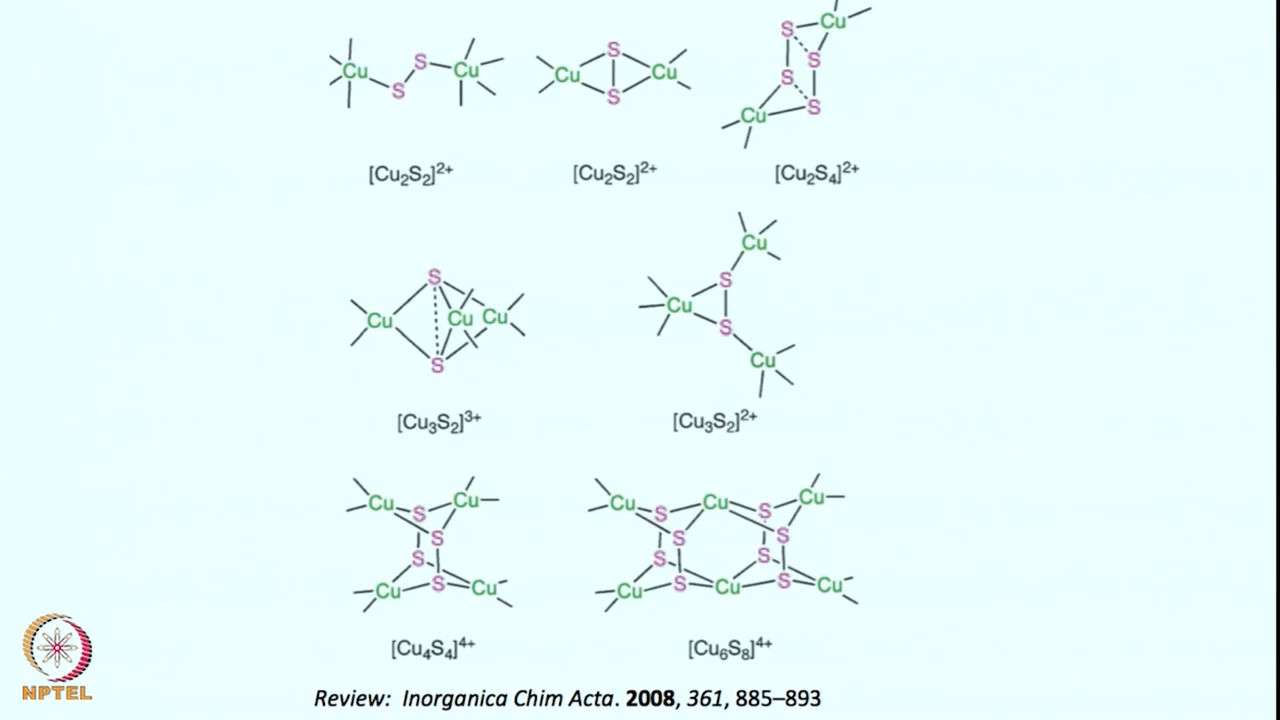 Cu S S Cu
Cu S S Cu
S Cu S S S Cu
[Cu₂S₂]²⁺ [Cu₂S₂]²⁺ [Cu₂S₄]²⁺
S Cu Cu Cu S
Cu S Cu S Cu
[Cu₃S₂]³⁺ [Cu₃S₂]²⁺
Cu S Cu S S Cu S Cu
Cu S Cu S Cu S S S S Cu S Cu S Cu
[Cu₄S₄]⁴⁺ [Cu₆S₈]⁴⁺
NPTEL
Review: Inorganica Chim Acta. 2008, 361, 885–893